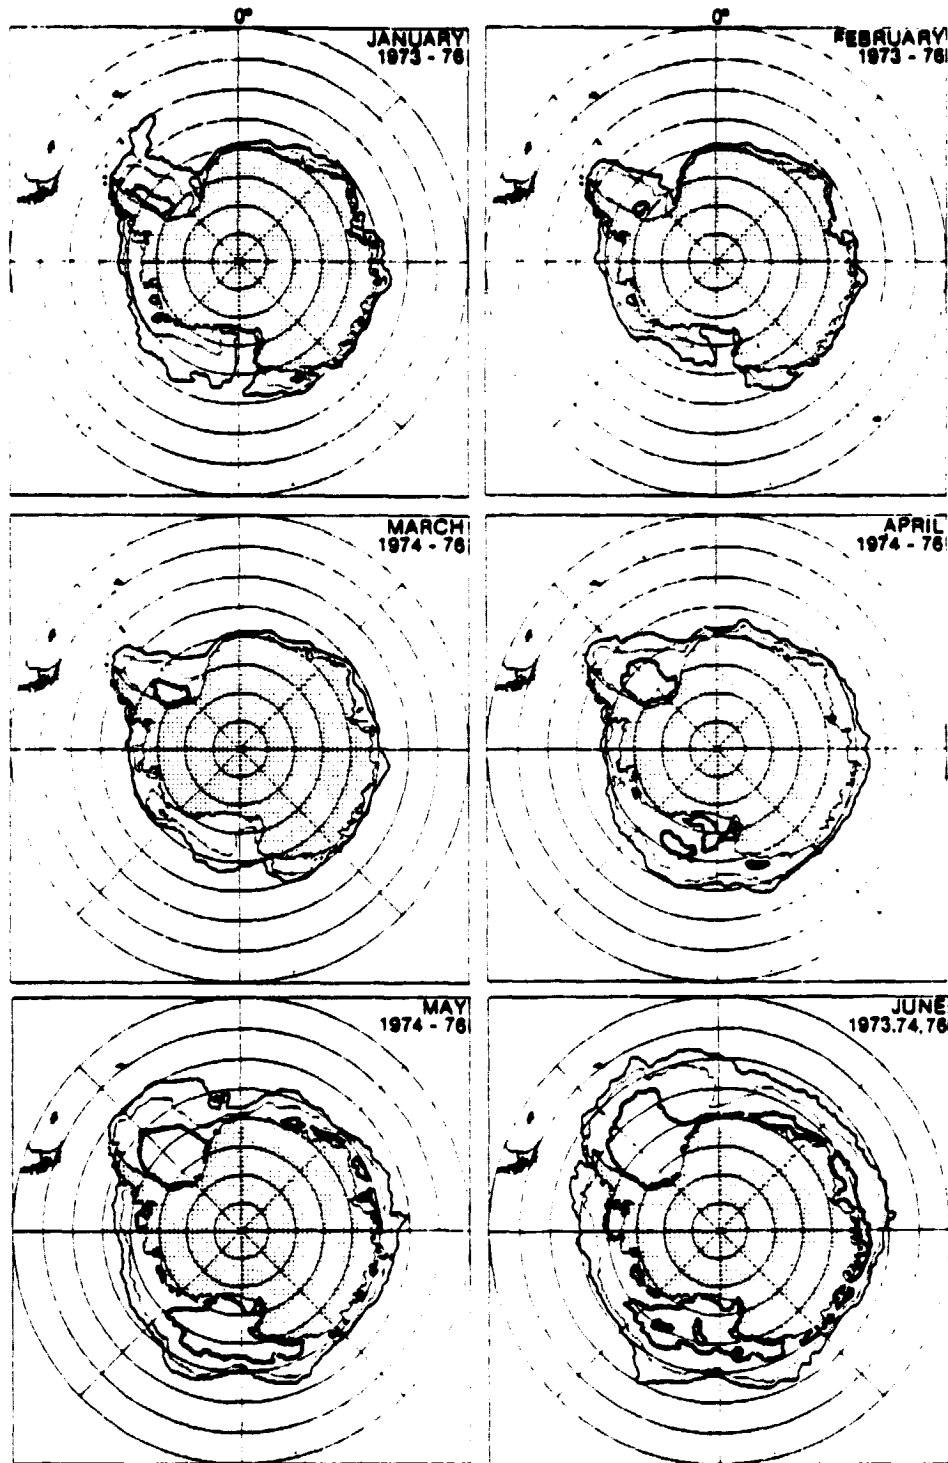 0°
0°
JANUARY
1973 - 76
FEBRUARY
1973 - 76
MARCH
1974 - 76
APRIL
1974 - 76
MAY
1974 - 76
JUNE
1973,74,76